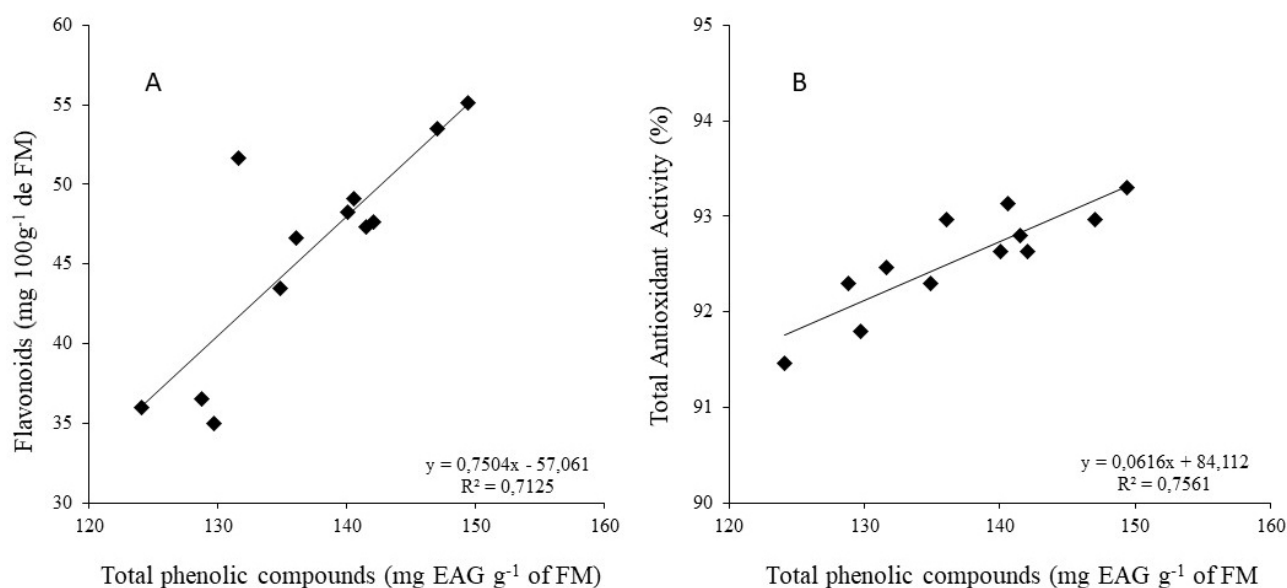 A
60
55
50
45
40
35
30
Flavonoids (mg 100g⁻¹ de FM)
y = 0,7504x - 57,061
R² = 0,7125
120 130 140 150 160
Total phenolic compounds (mg EAG g⁻¹ of FM)
B
95
94
93
92
91
90
Total Antioxidant Activity (%)
y = 0,0616x + 84,112
R² = 0,7561
120 130 140 150 160
Total phenolic compounds (mg EAG g⁻¹ of FM